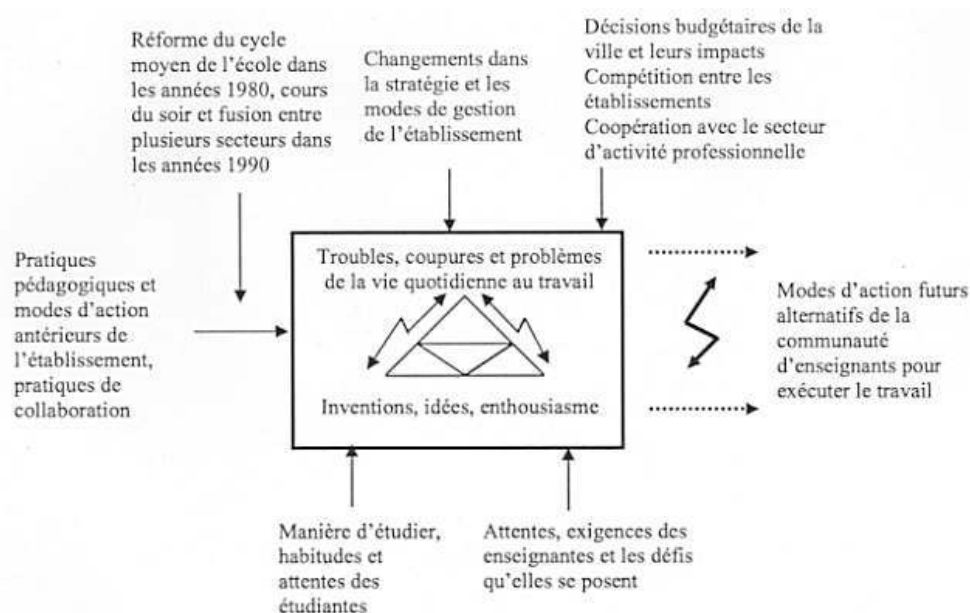 Réforme du cycle
moyen de l'école dans
les années 1980, cours
du soir et fusion entre
plusieurs secteurs dans
les années 1990
Changements dans
la stratégie et les
modes de gestion
de l'établissement
Décisions budgétaires de la
ville et leurs impacts
Compétition entre les
établissements
Coopération avec le secteur
d'activité professionnelle
Pratiques
pédagogiques et
modes d'action
antérieurs de
l'établissement,
pratiques de
collaboration
Troubles, coupures et problèmes
de la vie quotidienne au travail
Inventions, idées, enthousiasme
Modes d'action futurs
alternatifs de la
communauté
d'enseignants pour
exécuter le travail
Manière d'étudier,
habitudes et
attentes des
étudiantes
Attentes, exigences des
enseignantes et les défis
qu'elles se posent